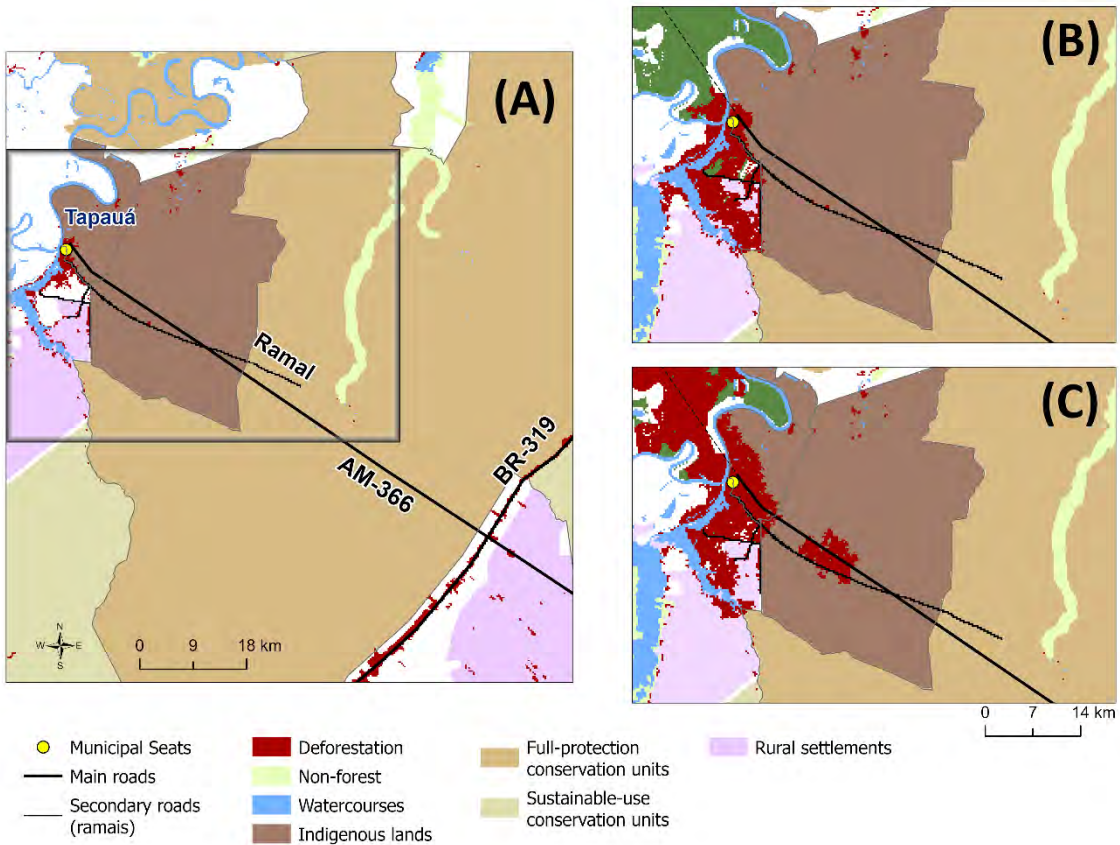 (A)
Tapauá
Ramal
AM-366
BR-319
N
W E
S
0 9 18 km
(B)
(C)
0 7 14 km
Municipal Seats
Main roads
Secondary roads
(ramais)
Deforestation
Non-forest
Watercourses
Indigenous lands
Full-protection
conservation units
Sustainable-use
conservation units
Rural settlements